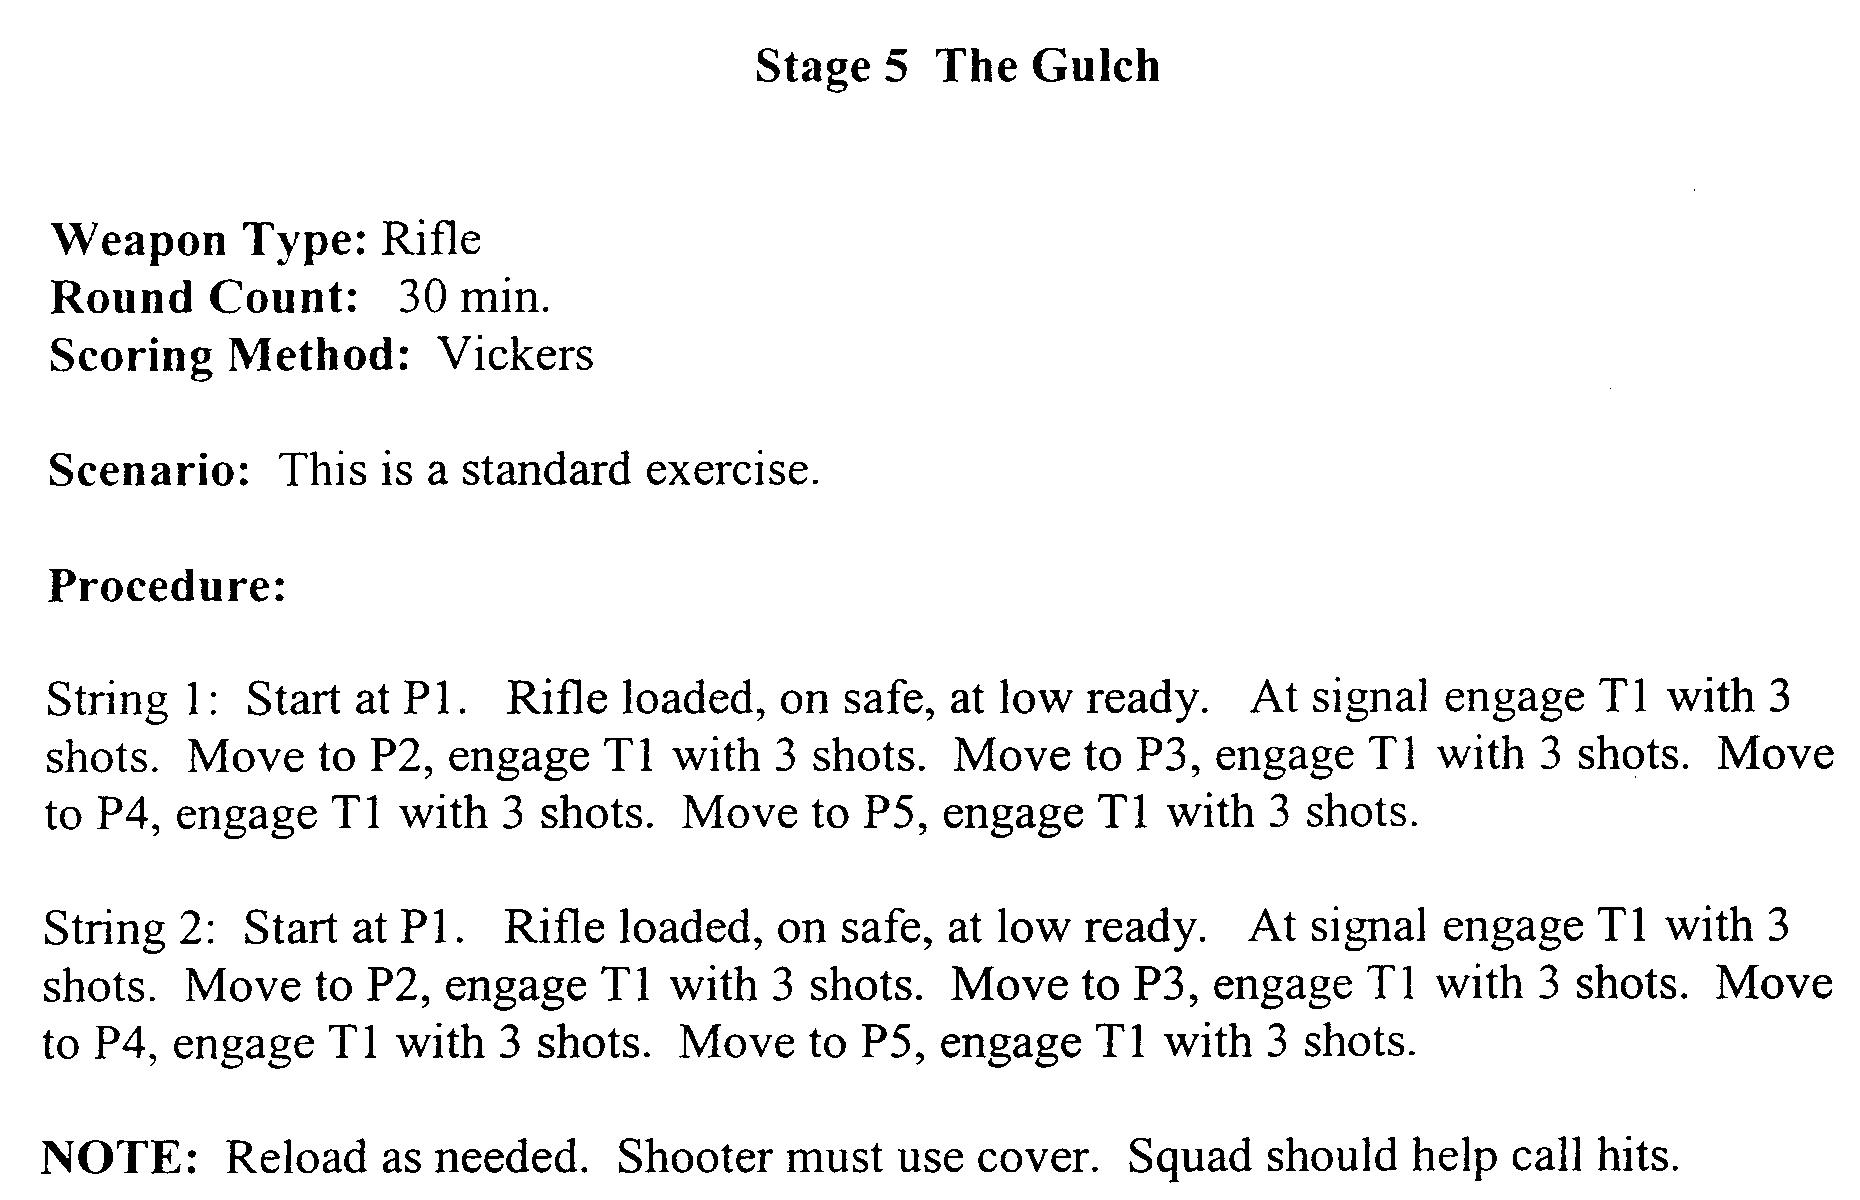 Stage 5 The Gulch
Weapon Type: Rifle
Round Count: 30 min.
Scoring Method: Vickers
Scenario: This is a standard exercise.
Procedure:
String 1: Start at P1. Rifle loaded, on safe, at low ready. At signal engage T1 with 3
shots. Move to P2, engage T1 with 3 shots. Move to P3, engage T1 with 3 shots. Move
to P4, engage T1 with 3 shots. Move to P5, engage T1 with 3 shots.
String 2: Start at P1. Rifle loaded, on safe, at low ready. At signal engage T1 with 3
shots. Move to P2, engage T1 with 3 shots. Move to P3, engage T1 with 3 shots. Move
to P4, engage T1 with 3 shots. Move to P5, engage T1 with 3 shots.
NOTE: Reload as needed. Shooter must use cover. Squad should help call hits.